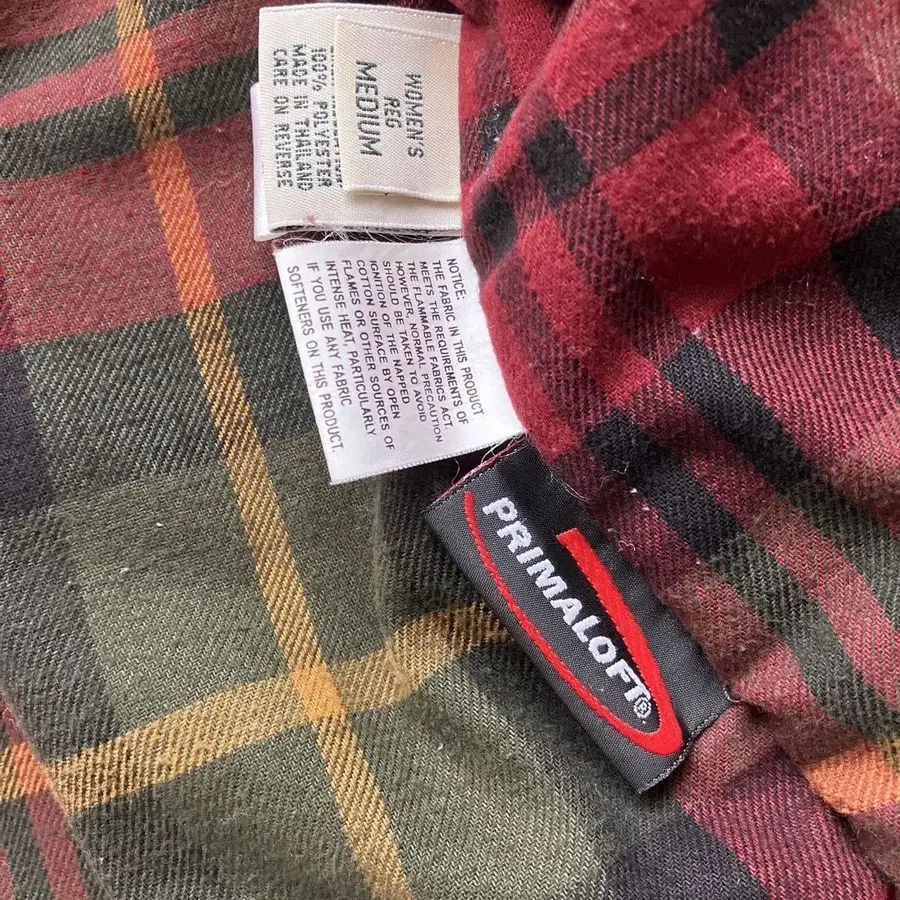 WOMEN'S
REG
MEDIUM
100% POLYESTER
MADE IN THAILAND
CARE ON REVERSE
NOTICE:
THE FABRIC IN THIS PRODUCT
MEETS THE REQUIREMENTS OF
THE FLAMMABLE FABRICS ACT.
HOWEVER, NORMAL PRECAUTION
SHOULD BE TAKEN TO AVOID
IGNITION OF THE NAPPED
COTTON SURFACE BY OPEN
FLAMES OR OTHER SOURCES OF
INTENSE HEAT, PARTICULARLY
IF YOU USE ANY FABRIC
SOFTENERS ON THIS PRODUCT.
PRIMALOFT®